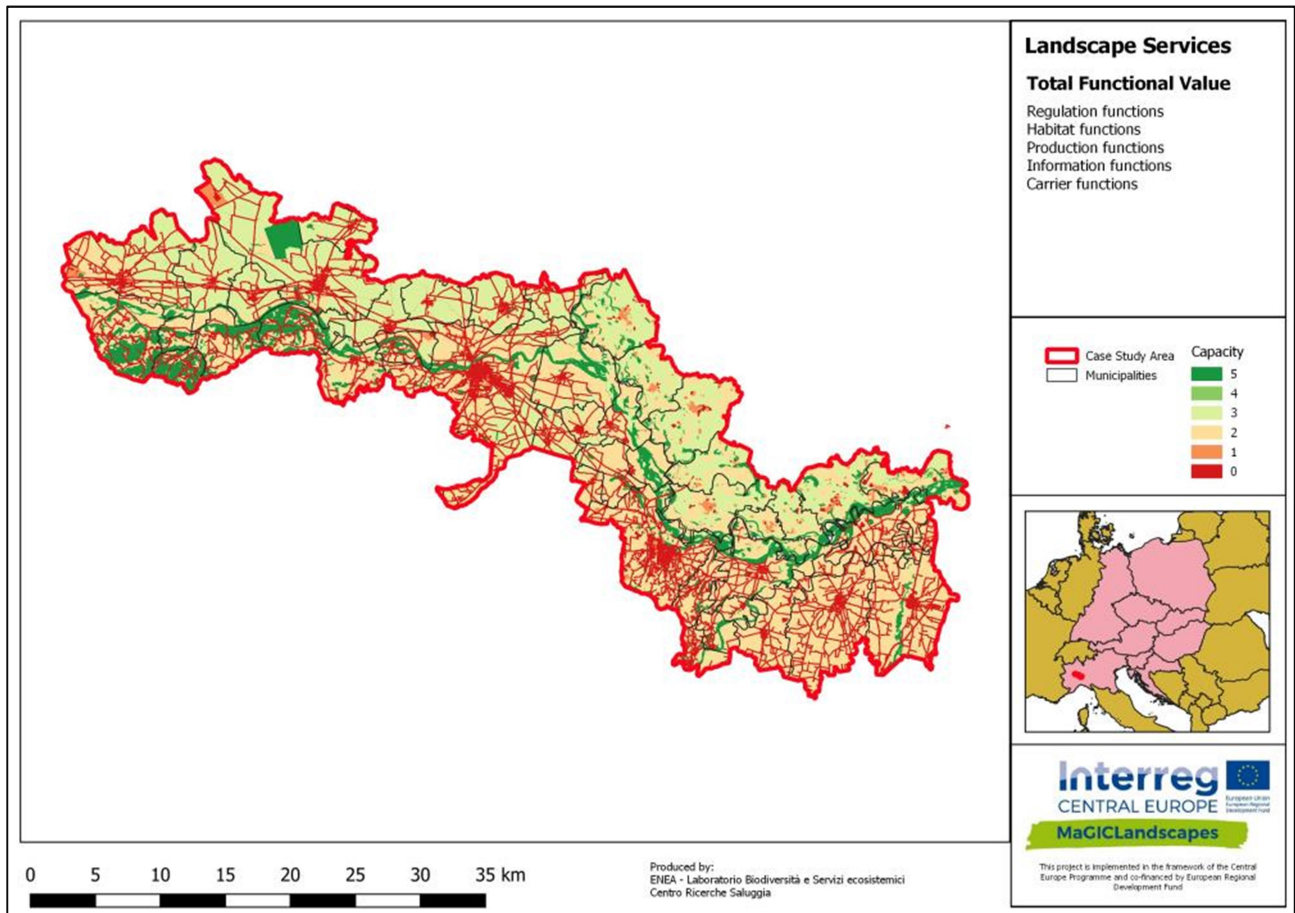 Landscape Services
Total Functional Value
Regulation functions
Habitat functions
Production functions
Information functions
Carrier functions
Case Study Area
Municipalities
Capacity
5
4
3
2
1
0
Interreg
CENTRAL EUROPE
European Union
European Regional
Development Fund
MaGICLandscapes
This project is implemented in the framework of the Central
Europe Programme and co-financed by European Regional
Development Fund
0 5 10 15 20 25 30 35 km
Produced by:
ENEA - Laboratorio Biodiversità e Servizi ecosistemici
Centro Ricerche Saluggia